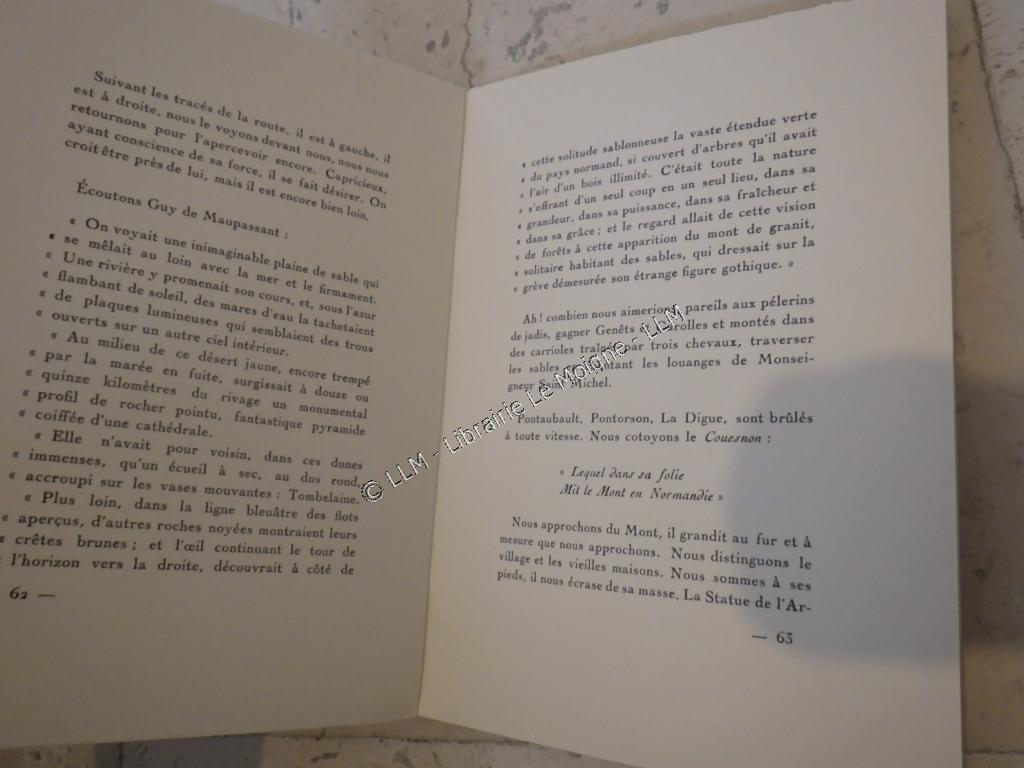 Suivant les tracés de la route, il est à gauche, il
est à droite, nous le voyons devant nous, nous nous
retournons pour l'apercevoir encore. Capricieux,
ayant conscience de sa force, il se fait désirer. On
croit être près de lui, mais il est encore bien loin.
Écoutons Guy de Maupassant :
« On voyait une inimaginable plaine de sable qui
« se mêlait au loin avec la mer et le firmament.
« Une rivière y promenait son cours, et, sous l'azur
« flambant de soleil, des mares d'eau la tachetaient
« de plaques lumineuses qui semblaient des trous
« ouverts sur un autre ciel intérieur.
« Au milieu de ce désert jaune, encore trempé
« par la marée en fuite, surgissait à douze ou
« quinze kilomètres du rivage un monumental
« profil de rocher pointu, fantastique pyramide
« coiffée d'une cathédrale.
« Elle n'avait pour voisin, dans ces dunes
« immenses, qu'un écueil à sec, au dos rond,
« accroupi sur les vases mouvantes : Tombelaine.
« Plus loin, dans la ligne bleuâtre des flots
« aperçus, d'autres roches noyées montraient leurs
« crêtes brunes ; et l'œil continuant le tour de
« l'horizon vers la droite, découvrait à côté de
62 —
« cette solitude sablonneuse la vaste étendue verte
« du pays normand, si couvert d'arbres qu'il avait
« l'air d'un bois illimité. C'était toute la nature
« s'offrant d'un seul coup en un seul lieu, dans sa
« grandeur, dans sa puissance, dans sa fraîcheur et
« dans sa grâce ; et le regard allait de cette vision
« de forêts à cette apparition du mont de granit,
« solitaire habitant des sables, qui dressait sur la
« grève démesurée son étrange figure gothique. »
Ah ! combien nous aimerions, pareils aux pélerins
de jadis, gagner Genêts
des carrioles traînées par trois chevaux, traverser
les sables en chantant les louanges de Monsei-
gneur Saint Michel.
Pontaubault, Pontorson, La Digue, sont brûlés
à toute vitesse. Nous cotoyons le Couesnon :
« Lequel dans sa folie
Mit le Mont en Normandie »
Nous approchons du Mont, il grandit au fur et à
mesure que nous approchons. Nous distinguons le
village et les vieilles maisons. Nous sommes à ses
pieds, il nous écrase de sa masse. La Statue de l'Ar-
— 63
© LLM - Librairie Le Moigne - LLM